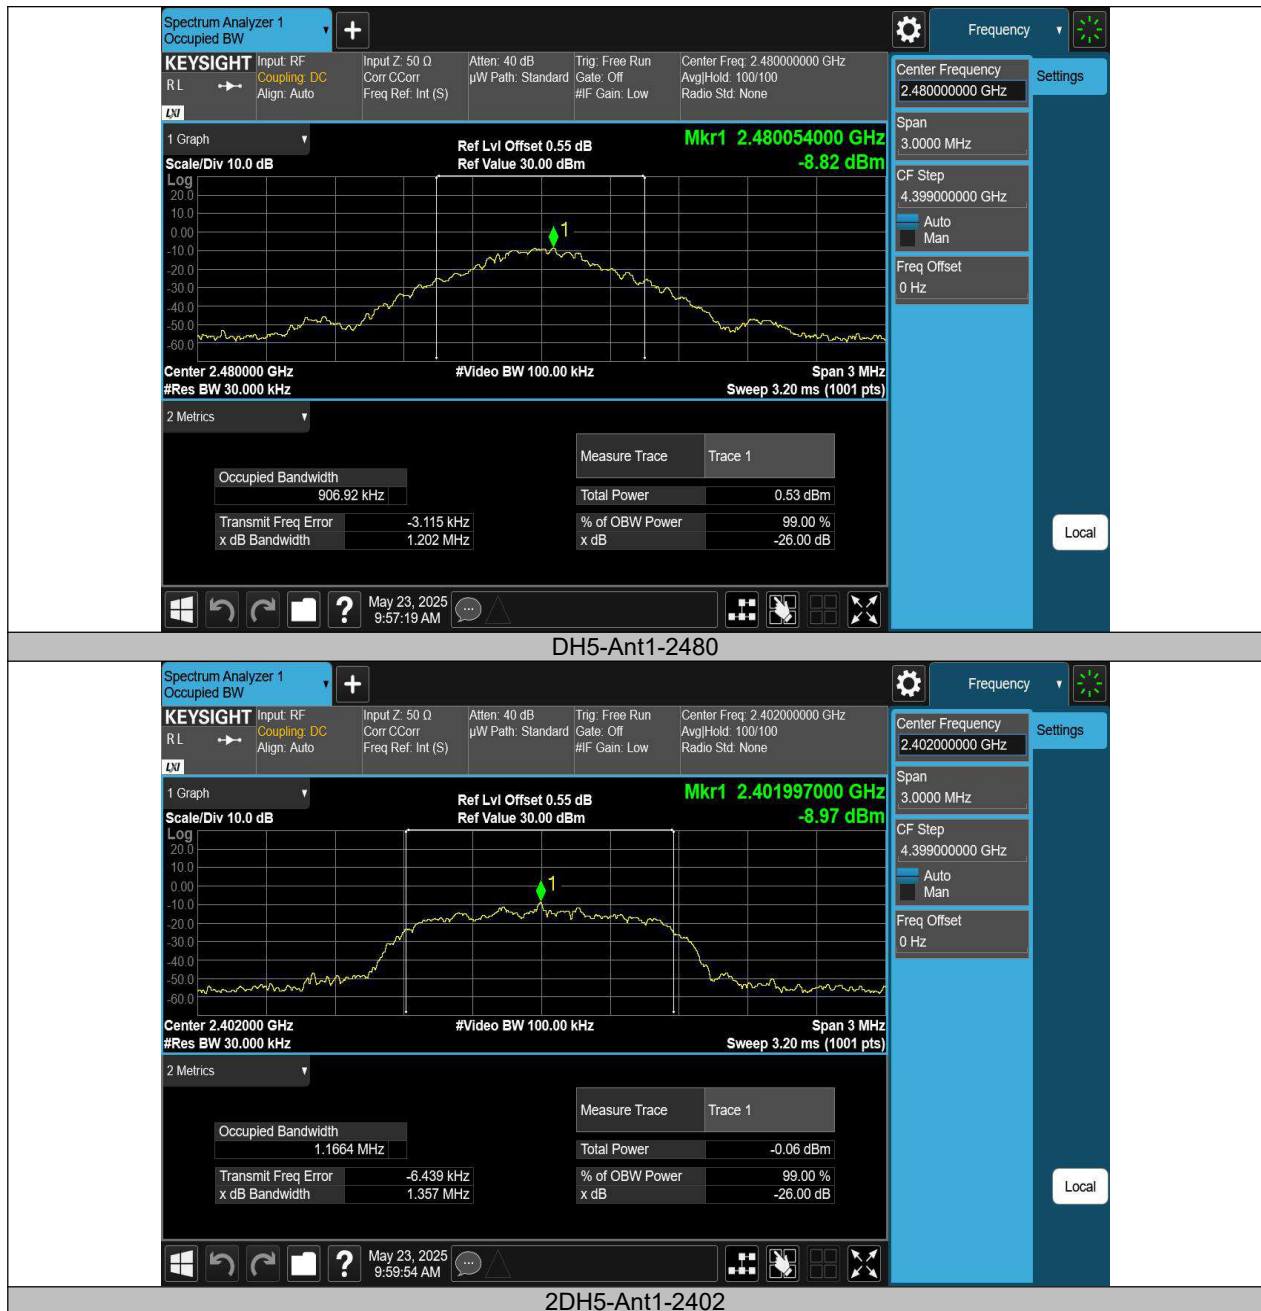 Spectrum Analyzer 1
Occupied BW
Frequency
KEYSIGHT
R L
LXI
Input: RF
Coupling: DC
Align: Auto
Input Z: 50 Ω
Corr CCorr
Freq Ref: Int (S)
Atten: 40 dB
µW Path: Standard
Trig: Free Run
Gate: Off
#IF Gain: Low
Center Freq: 2.480000000 GHz
Avg|Hold: 100/100
Radio Std: None
Center Frequency
2.480000000 GHz
Settings
Span
3.0000 MHz
CF Step
4.399000000 GHz
Auto
Man
Freq Offset
0 Hz
Local
1 Graph
Scale/Div 10.0 dB
Ref Lvl Offset 0.55 dB
Ref Value 30.00 dBm
Mkr1 2.480054000 GHz
-8.82 dBm
Log
20.0
10.0
0.00
-10.0
-20.0
-30.0
-40.0
-50.0
-60.0
1
Center 2.480000 GHz
#Video BW 100.00 kHz
Span 3 MHz
#Res BW 30.000 kHz
Sweep 3.20 ms (1001 pts)
2 Metrics
Measure Trace Trace 1
Occupied Bandwidth
906.92 kHz
Total Power 0.53 dBm
Transmit Freq Error -3.115 kHz
% of OBW Power 99.00 %
x dB Bandwidth 1.202 MHz
x dB -26.00 dB
?
May 23, 2025
9:57:19 AM
DH5-Ant1-2480
Spectrum Analyzer 1
Occupied BW
Frequency
KEYSIGHT
R L
LXI
Input: RF
Coupling: DC
Align: Auto
Input Z: 50 Ω
Corr CCorr
Freq Ref: Int (S)
Atten: 40 dB
µW Path: Standard
Trig: Free Run
Gate: Off
#IF Gain: Low
Center Freq: 2.402000000 GHz
Avg|Hold: 100/100
Radio Std: None
Center Frequency
2.402000000 GHz
Settings
Span
3.0000 MHz
CF Step
4.399000000 GHz
Auto
Man
Freq Offset
0 Hz
Local
1 Graph
Scale/Div 10.0 dB
Ref Lvl Offset 0.55 dB
Ref Value 30.00 dBm
Mkr1 2.401997000 GHz
-8.97 dBm
Log
20.0
10.0
0.00
-10.0
-20.0
-30.0
-40.0
-50.0
-60.0
1
Center 2.402000 GHz
#Video BW 100.00 kHz
Span 3 MHz
#Res BW 30.000 kHz
Sweep 3.20 ms (1001 pts)
2 Metrics
Measure Trace Trace 1
Occupied Bandwidth
1.1664 MHz
Total Power -0.06 dBm
Transmit Freq Error -6.439 kHz
% of OBW Power 99.00 %
x dB Bandwidth 1.357 MHz
x dB -26.00 dB
?
May 23, 2025
9:59:54 AM
2DH5-Ant1-2402